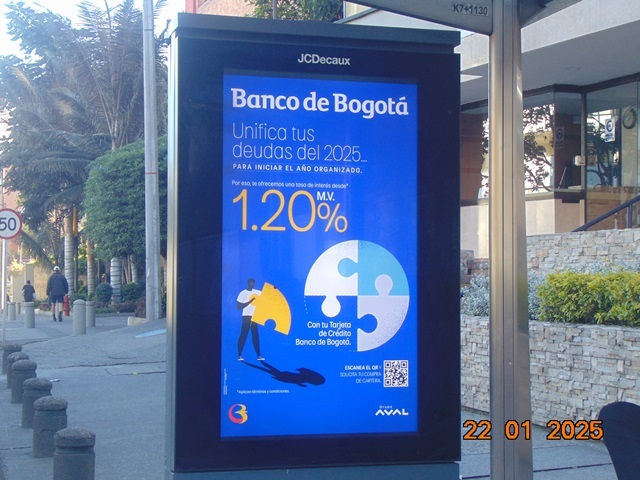 K7+1130
JCDecaux
Banco de Bogotá
Unifica tus
deudas del 2025...
PARA INICIAR EL AÑO ORGANIZADO.
Por eso, te ofrecemos una tasa de interés desde*
1.20% M.V.
Con tu Tarjeta
de Crédito
Banco de Bogotá.
ESCANEA EL QR Y
SOLICITA TU COMPRA
DE CARTERA.
*Aplican términos y condiciones.
Grupo
AVAL
50
22 01 2025